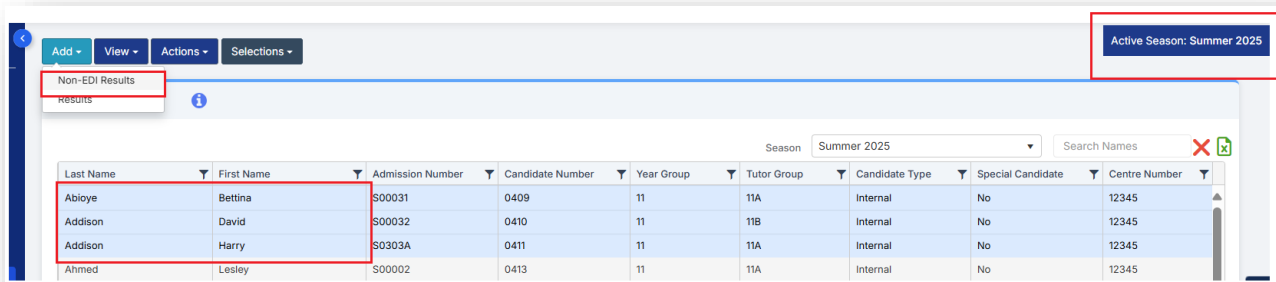 Active Season: Summer 2025
Add View Actions Selections
Non-EDI Results
Results
Season Summer 2025 Search Names
Last Name First Name Admission Number Candidate Number Year Group Tutor Group Candidate Type Special Candidate Centre Number
Abioye Bettina S00031 0409 11 11A Internal No 12345
Addison David S00032 0410 11 11B Internal No 12345
Addison Harry S0303A 0411 11 11A Internal No 12345
Ahmed Lesley S00002 0413 11 11A Internal No 12345